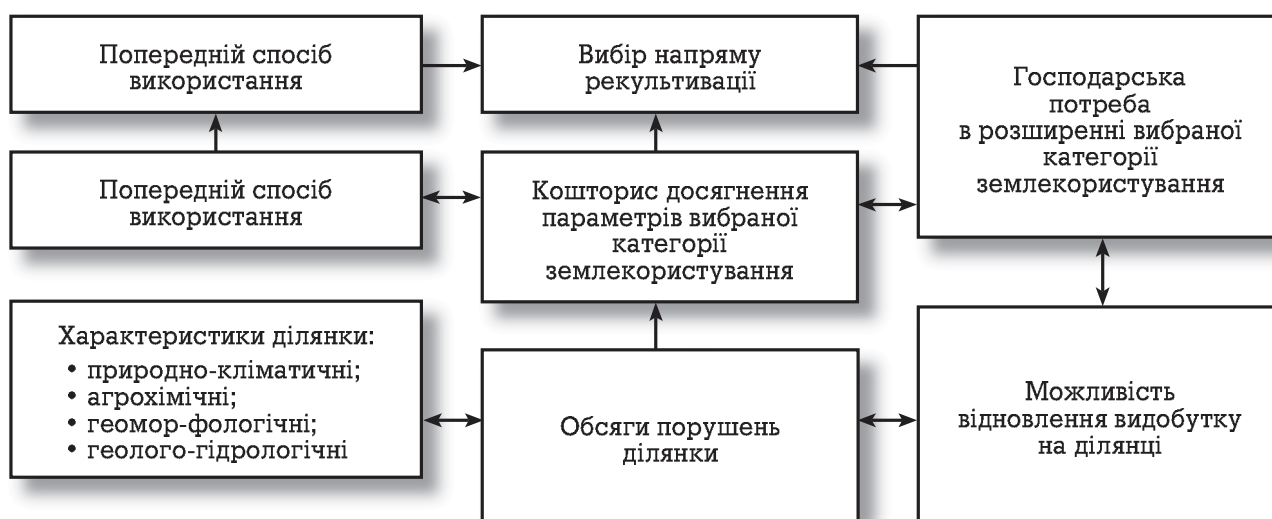 Попередній спосіб
використання
Вибір напряму
рекультивації
Господарська
потреба
в розширенні вибраної
категорії
землекористування
Попередній спосіб
використання
Кошторис досягнення
параметрів вибраної
категорії
землекористування
Характеристики ділянки:
• природно-кліматичні;
• агрохімічні;
• геомор-фологічні;
• геолого-гідрологічні
Обсяги порушень
ділянки
Можливість
відновлення видобутку
на ділянці